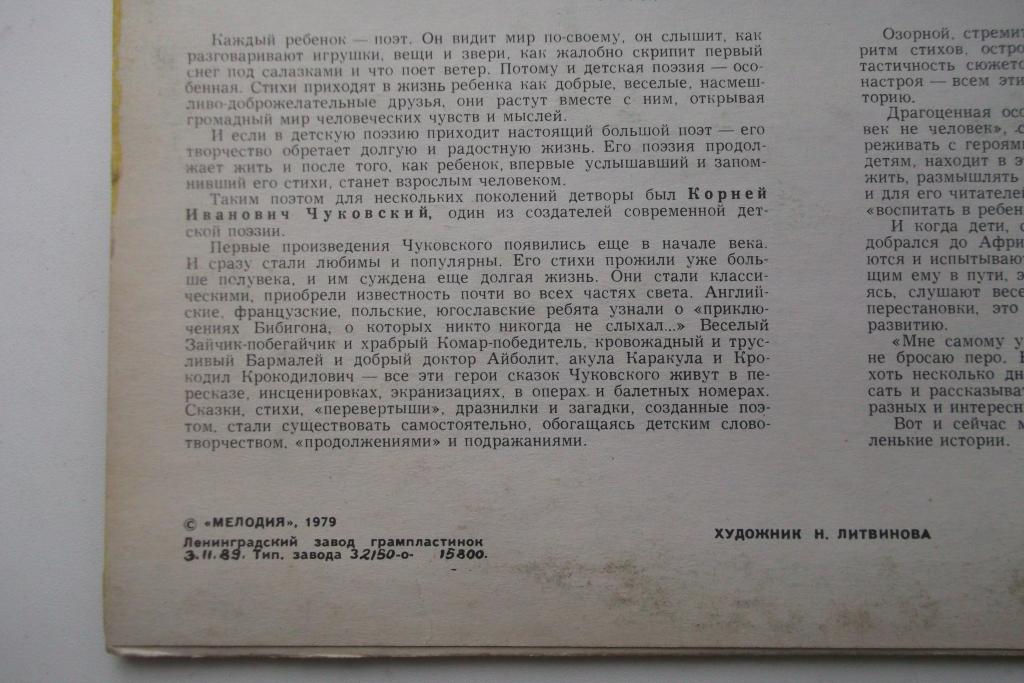 Каждый ребенок — поэт. Он видит мир по-своему, он слышит, как
разговаривают игрушки, вещи и звери, как жалобно скрипит первый
снег под салазками и что поет ветер. Потому и детская поэзия — осо-
бенная. Стихи приходят в жизнь ребенка как добрые, веселые, насмеш-
ливо-доброжелательные друзья, они растут вместе с ним, открывая
громадный мир человеческих чувств и мыслей.
И если в детскую поэзию приходит настоящий большой поэт — его
творчество обретает долгую и радостную жизнь. Его поэзия продол-
жает жить и после того, как ребенок, впервые услышавший и запом-
нивший его стихи, станет взрослым человеком.
Таким поэтом для нескольких поколений детворы был Корней
Иванович Чуковский, один из создателей современной дет-
ской поэзии.
Первые произведения Чуковского появились еще в начале века.
И сразу стали любимы и популярны. Его стихи прожили уже боль-
ше полувека, и им суждена еще долгая жизнь. Они стали класси-
ческими, приобрели известность почти во всех частях света. Англий-
ские, французские, польские, югославские ребята узнали о «приклю-
чениях Бибигона, о которых никто никогда не слыхал...» Веселый
Зайчик-побегайчик и храбрый Комар-победитель, кровожадный и трус-
ливый Бармалей и добрый доктор Айболит, акула Каракула и Кро-
кодил Крокодилович — все эти герои сказок Чуковского живут в пе-
ресказе, инсценировках, экранизациях, в операх и балетных номерах.
Сказки, стихи, «перевертыши», дразнилки и загадки, созданные поэ-
том, стали существовать самостоятельно, обогащаясь детским слово-
творчеством, «продолжениями» и подражаниями.
Озорной, стремит
ритм стихов, остро
тастичность сюжето
настроя — всем эти
торию.
Драгоценная осо
век не человек», с
реживать с героями
детям, находит в э
жить, размышлять
и для его читателей
«воспитать в ребен
И когда дети, с
добрался до Афри
ются и испытывают
щим ему в пути, э
ясь, слушают весе
перестановки, это
развитию.
«Мне самому у
не бросаю перо.
хоть несколько дн
сать и рассказыват
разных и интересн
Вот и сейчас м
ленькие истории.
© «МЕЛОДИЯ», 1979
Ленинградский завод грампластинок
3.11.89. Тип. завода 32/50-о- 15800.
ХУДОЖНИК Н. ЛИТВИНОВА